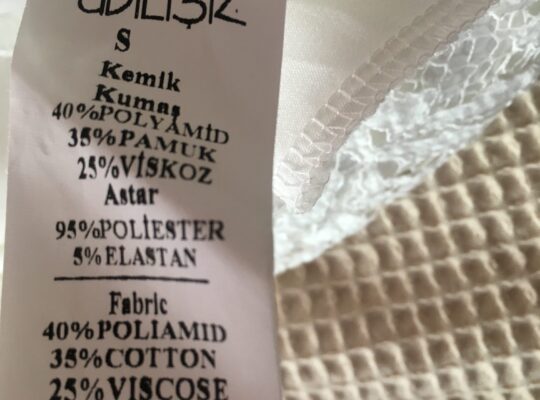 S
Kemik
Kumaş
40%POLYAMİD
35%PAMUK
25%VİSKOZ
Astar
95%POLİESTER
5%ELASTAN
Fabric
40%POLIAMID
35%COTTON
25%VISCOSE